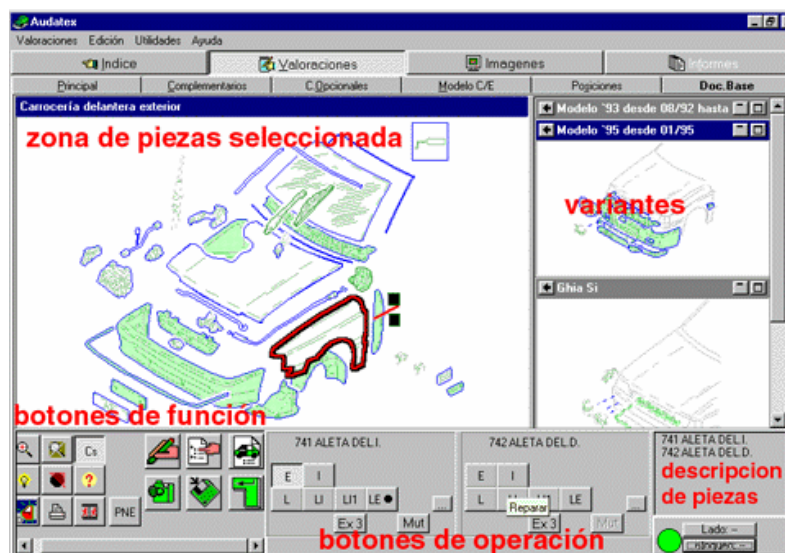 Audatex
Valoraciones Edición Utilidades Ayuda
Indice Valoraciones Imagenes Informes
Principal Complementarios C.Opcionales Modelo C/E Posiciones Doc.Base
Carrocería delantera exterior
Modelo `93 desde 08/92 hasta
Modelo `95 desde 01/95
zona de piezas seleccionada
variantes
Ghia Si
botones de función
Cs
PNE
741 ALETA DEL.I.
E I
L LI LI1 LE
...
Ex 3 Mut
742 ALETA DEL.D.
E I
L LE
...
Reparar
Ex 3 Mut
botones de operación
741 ALETA DEL.I.
742 ALETA DEL.D.
descripcion
de piezas
Lado: -